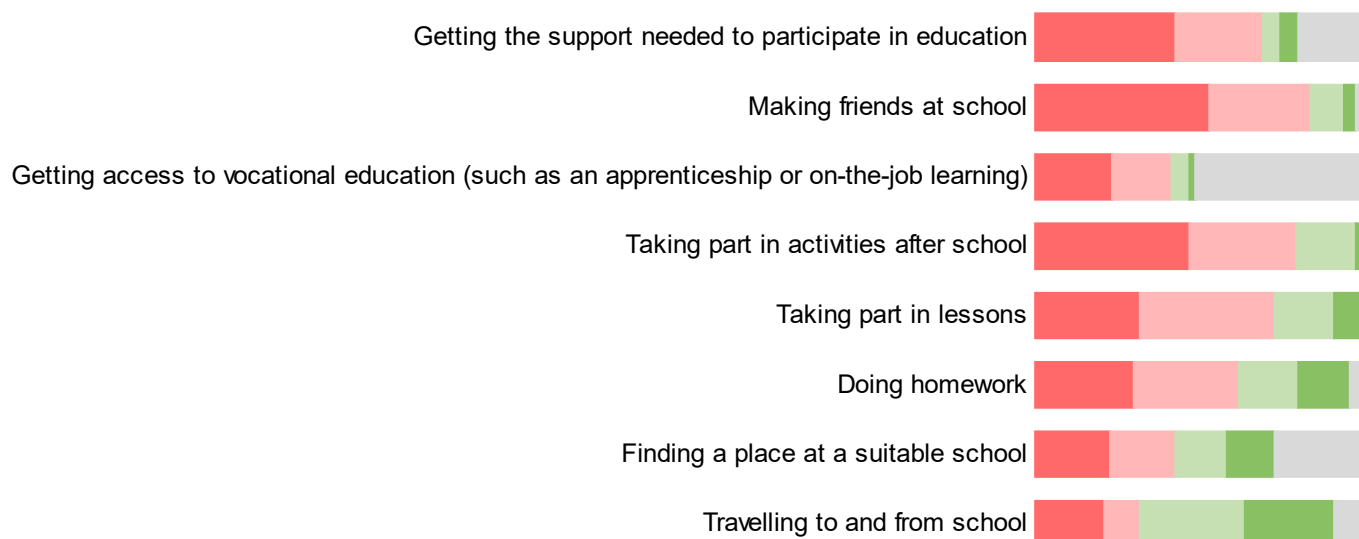 Getting the support needed to participate in education
Making friends at school
Getting access to vocational education (such as an apprenticeship or on-the-job learning)
Taking part in activities after school
Taking part in lessons
Doing homework
Finding a place at a suitable school
Travelling to and from school